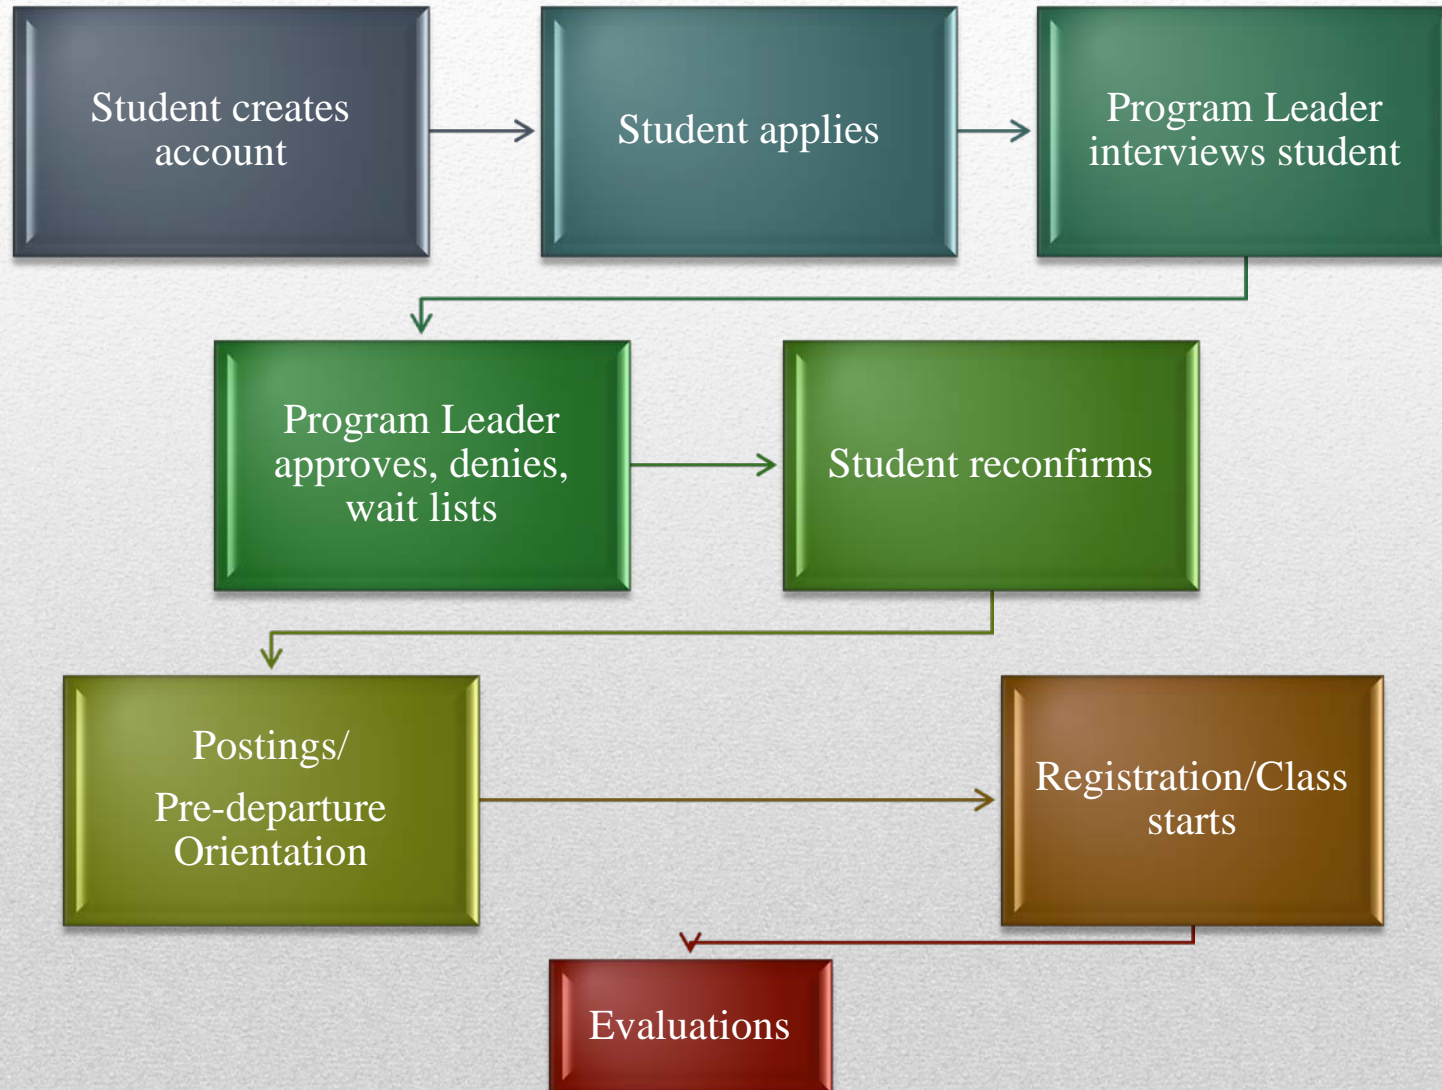 Student creates
account
Student applies
Program Leader
interviews student
Program Leader
approves, denies,
wait lists
Student reconfirms
Postings/
Pre-departure
Orientation
Registration/Class
starts
Evaluations